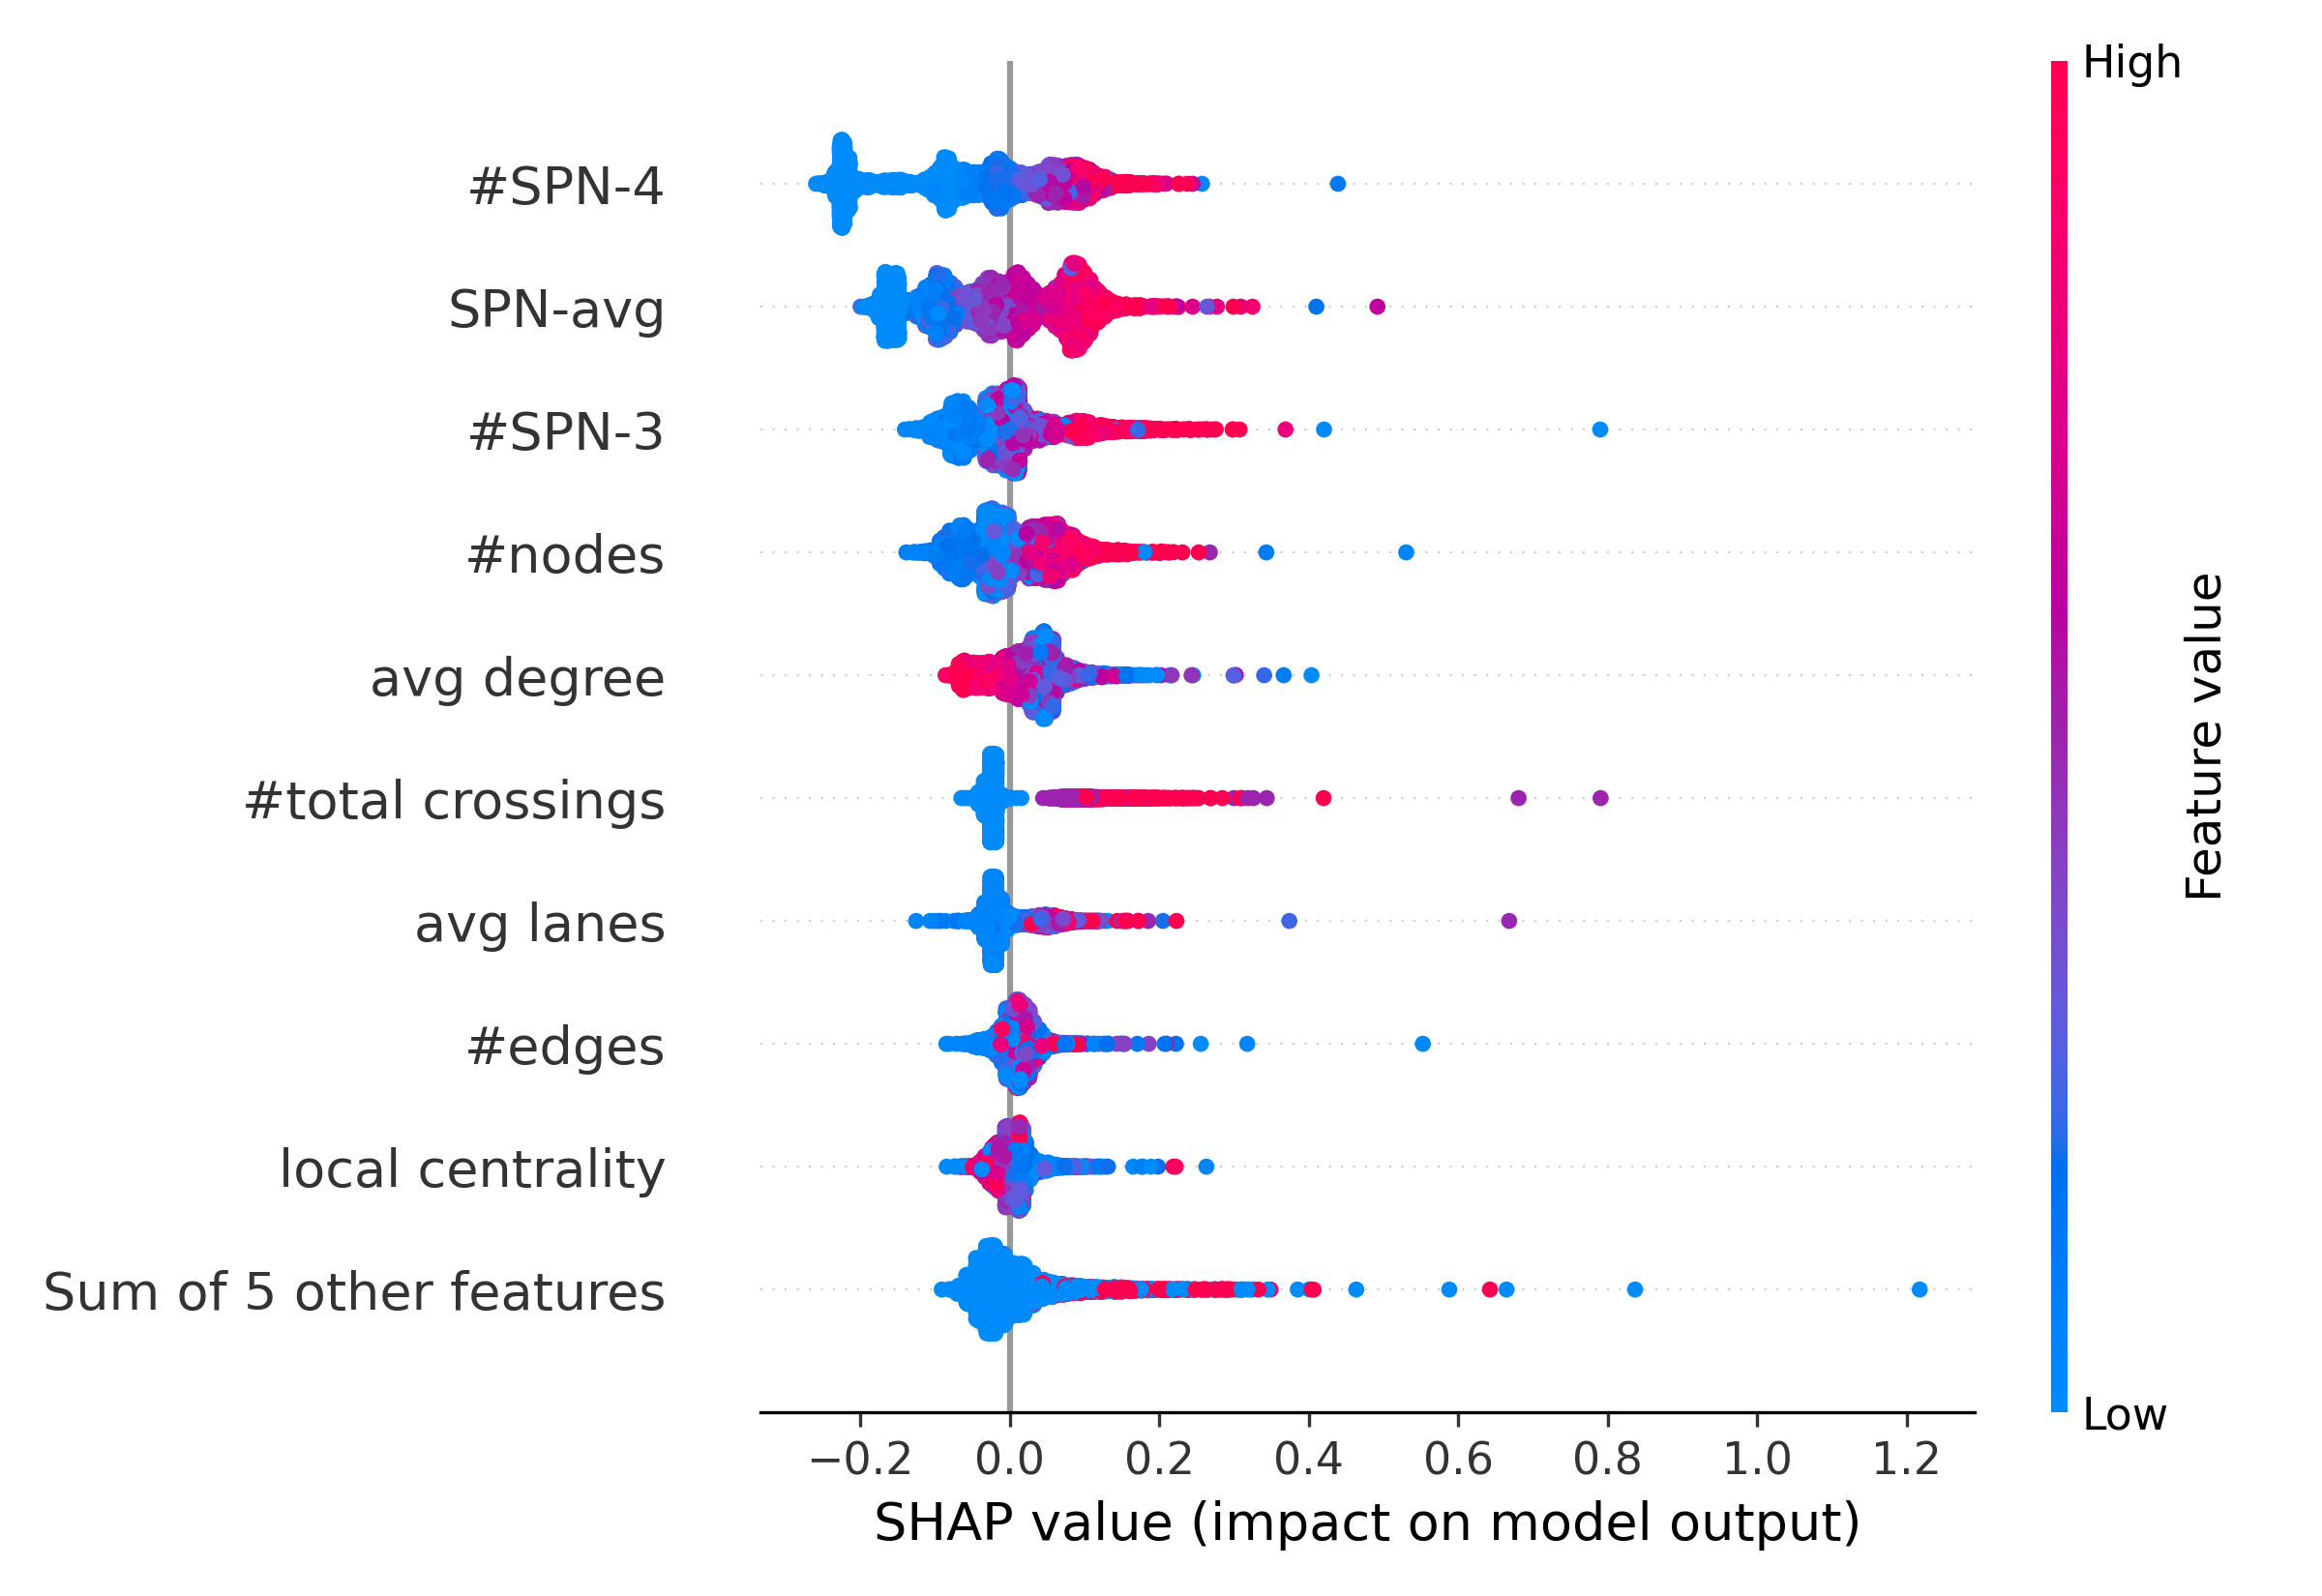 High
#SPN-4
SPN-avg
#SPN-3
#nodes
avg degree
#total crossings
avg lanes
#edges
local centrality
Sum of 5 other features
Feature value
Low
−0.2 0.0 0.2 0.4 0.6 0.8 1.0 1.2
SHAP value (impact on model output)